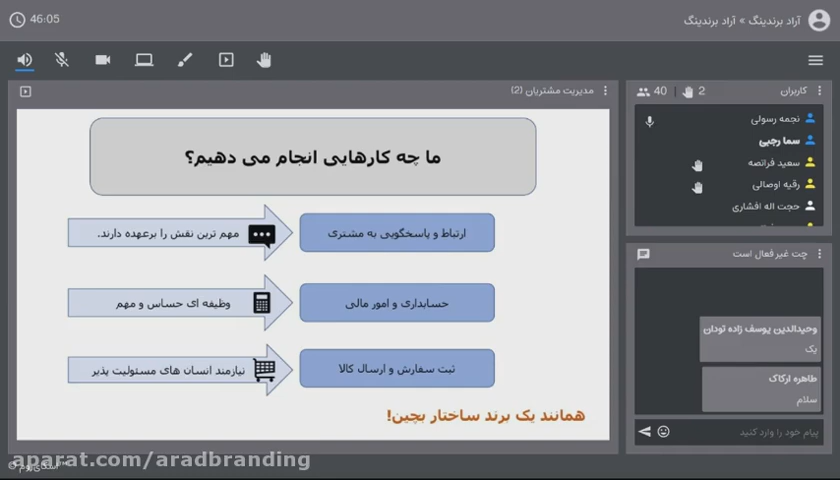 46:05
آراد برندینگ » آراد برندینگ
مدیریت مشتریان (2)
ما چه کارهایی انجام می دهیم؟
ارتباط و پاسخگویی به مشتری
مهم ترین نقش را برعهده دارند.
حسابداری و امور مالی
وظیفه ای حساس و مهم
ثبت سفارش و ارسال کالا
نیازمند انسان های مسئولیت پذیر
همانند یک برند ساختار بچین!
کاربران
2 | 40
نجمه رسولی
سما رجبی
سعید فراتصه
رقیه اوصالی
حجت اله افشاری
چت غیر فعال است
وحیدالدین یوسف زاده تودان
یک
طاهره ارکاک
سلام
پیام خود را وارد کنید
aparat.com/aradbranding